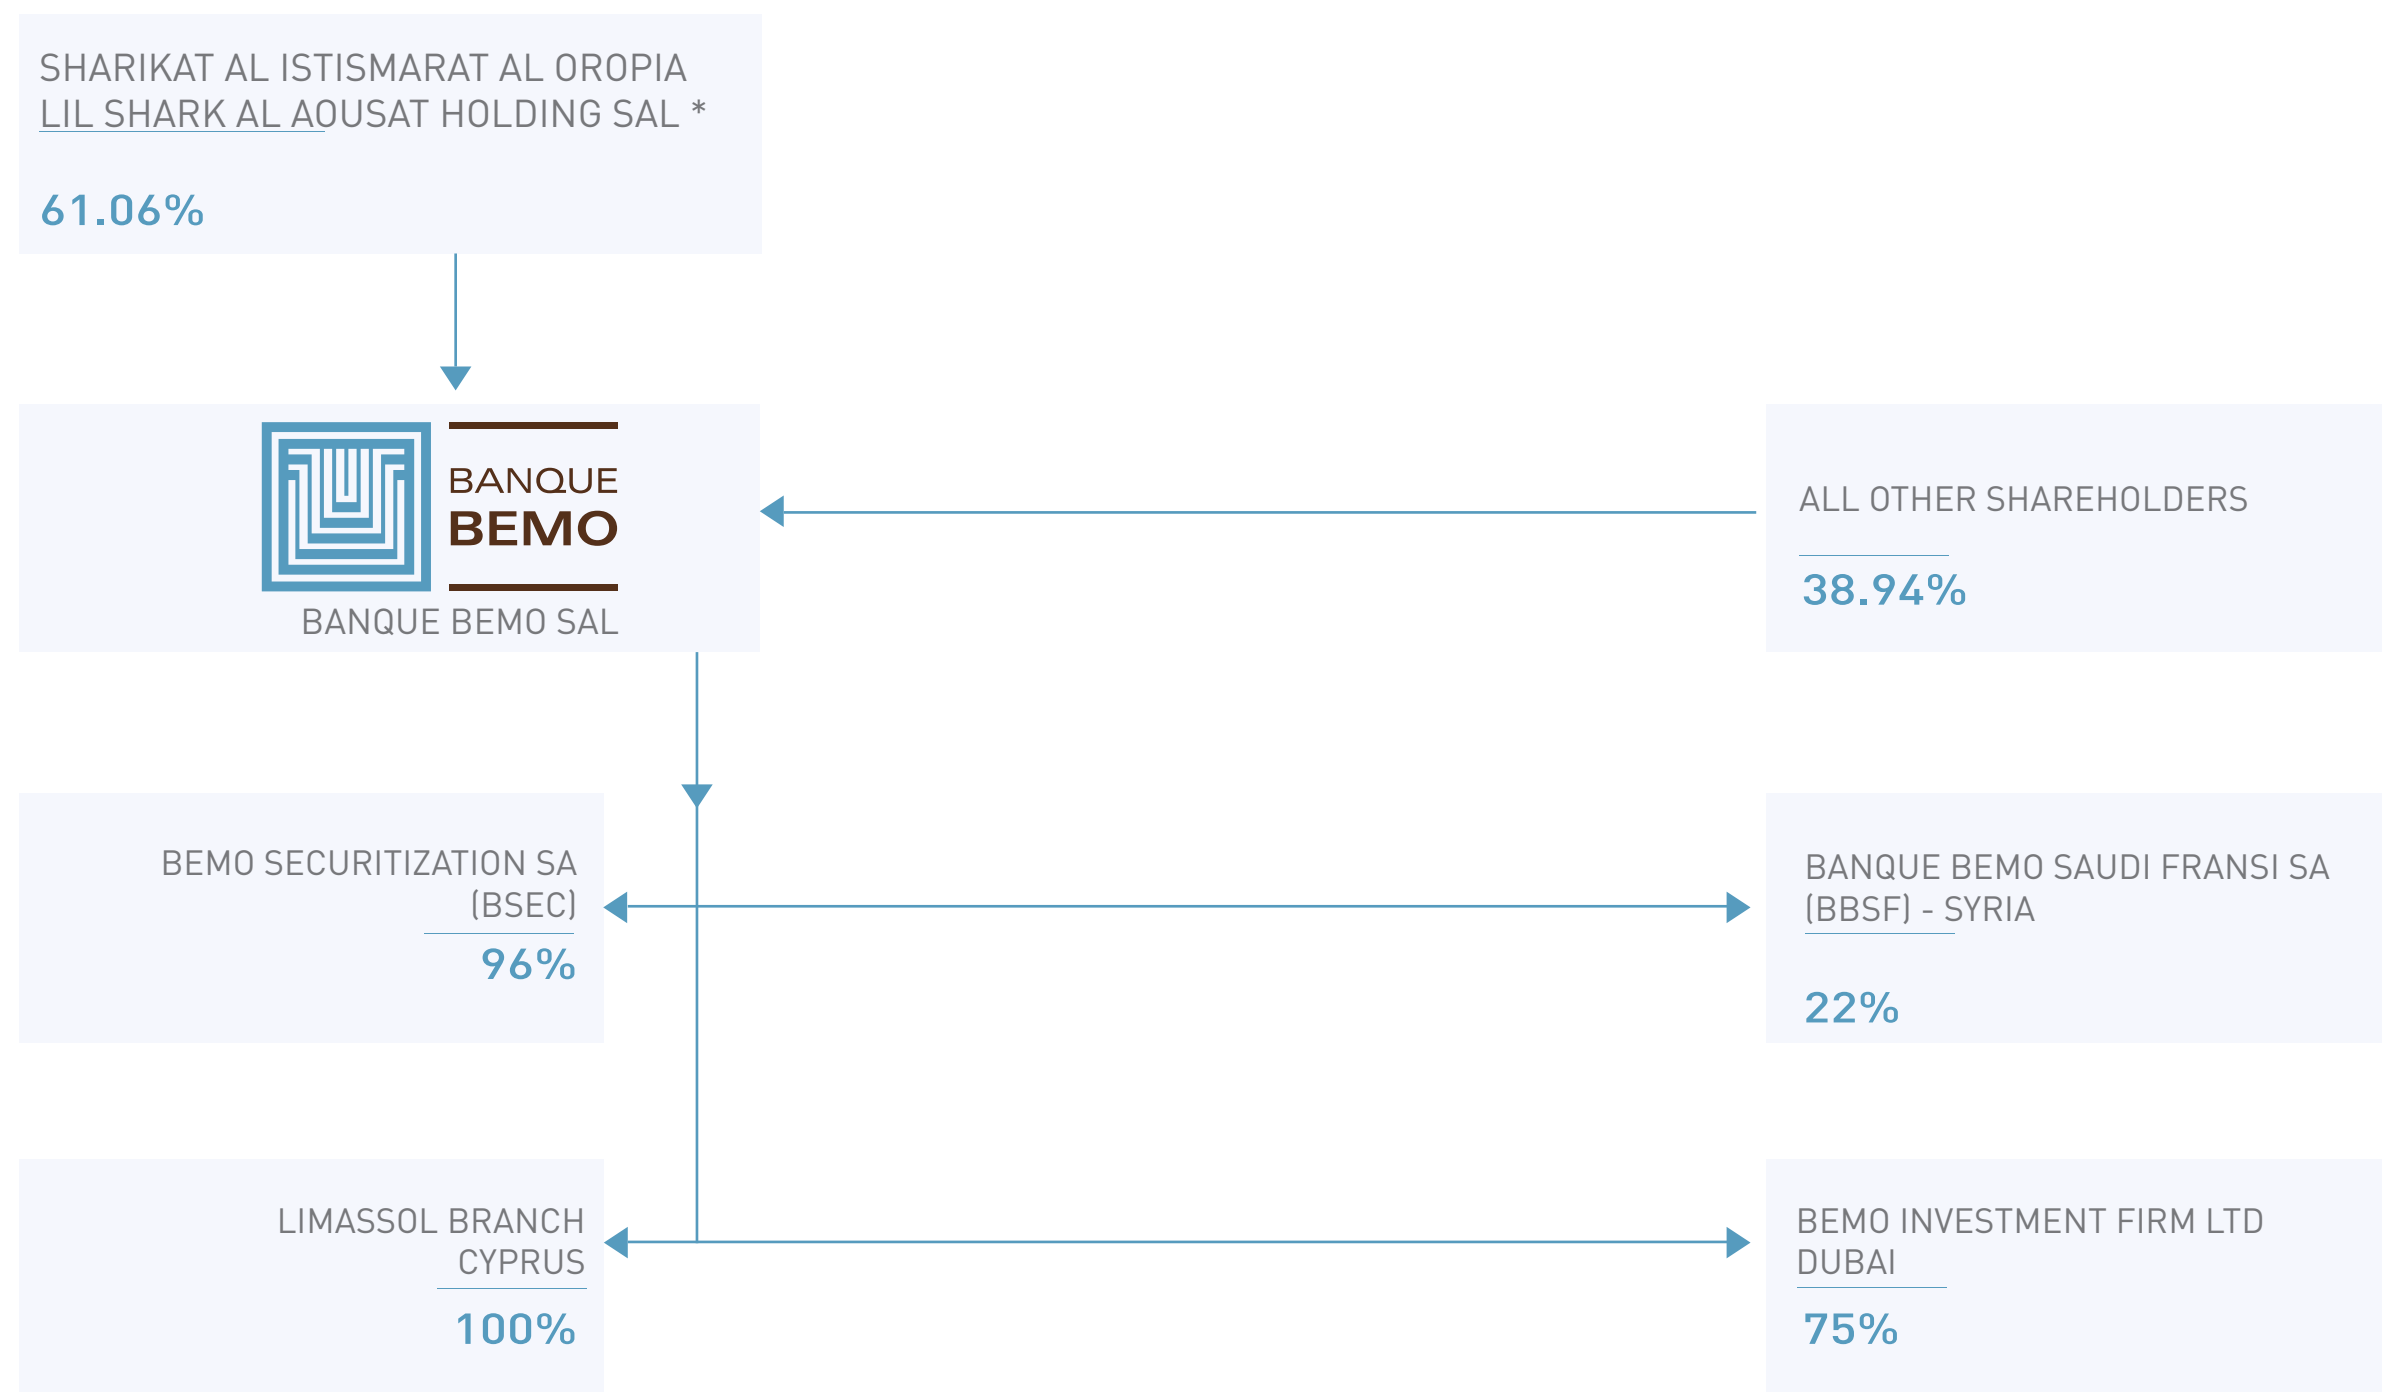 SHARIKAT AL ISTISMARAT AL OROPIA
LIL SHARK AL AOUSAT HOLDING SAL *
61.06%
BANQUE
BEMO
BANQUE BEMO SAL
ALL OTHER SHAREHOLDERS
38.94%
BEMO SECURITIZATION SA
(BSEC)
96%
BANQUE BEMO SAUDI FRANSI SA
(BBSF) - SYRIA
22%
LIMASSOL BRANCH
CYPRUS
100%
BEMO INVESTMENT FIRM LTD
DUBAI
75%